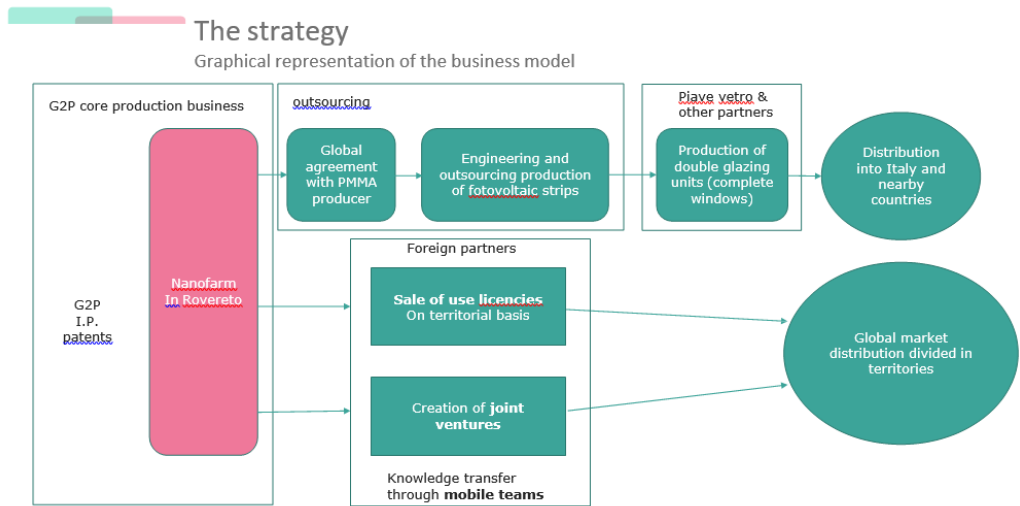 The strategy
Graphical representation of the business model
G2P core production business
G2P
I.P.
patents
Nanofarm
In Rovereto
outsourcing
Global
agreement
with PMMA
producer
Engineering and
outsourcing production
of fotovoltaic strips
Piave vetro &
other partners
Production of
double glazing
units (complete
windows)
Distribution
into Italy and
nearby
countries
Foreign partners
Sale of use licencies
On territorial basis
Creation of joint
ventures
Knowledge transfer
through mobile teams
Global market
distribution divided in
territories